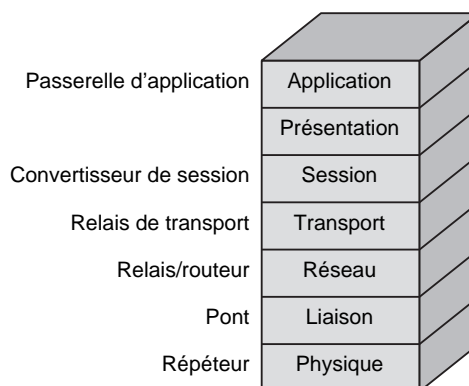 Passerelle d'application Application
Présentation
Convertisseur de session Session
Relais de transport Transport
Relais/routeur Réseau
Pont Liaison
Répéteur Physique